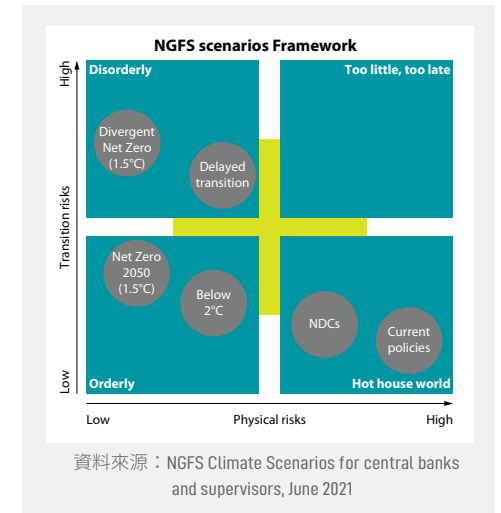 NGFS scenarios Framework
High
Disorderly
Too little, too late
Divergent
Net Zero
(1.5°C)
Delayed
transition
Transition risks
Net Zero
2050
(1.5°C)
Below
2°C
NDCs
Current
policies
Low
Orderly
Hot house world
Low
Physical risks
High
資料來源：NGFS Climate Scenarios for central banks
and supervisors, June 2021